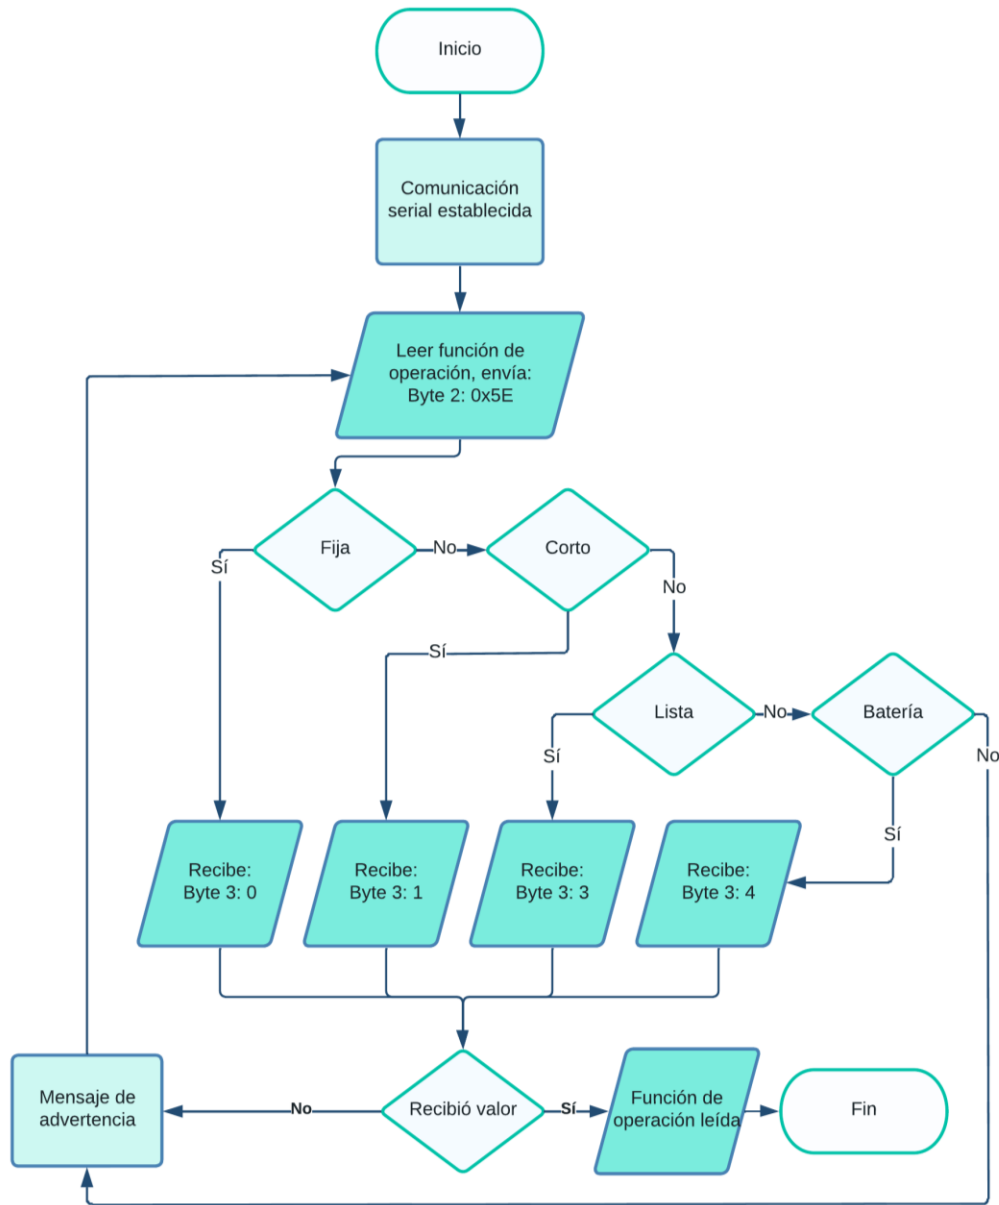 Inicio
Comunicación
serial establecida
Leer función de
operación, envía:
Byte 2: 0x5E
Fija
No
Corto
Sí
No
Sí
Lista
No
Batería
Sí
No
Sí
Recibe:
Byte 3: 0
Recibe:
Byte 3: 1
Recibe:
Byte 3: 3
Recibe:
Byte 3: 4
Mensaje de
advertencia
No
Recibió valor
Sí
Función de
operación leída
Fin